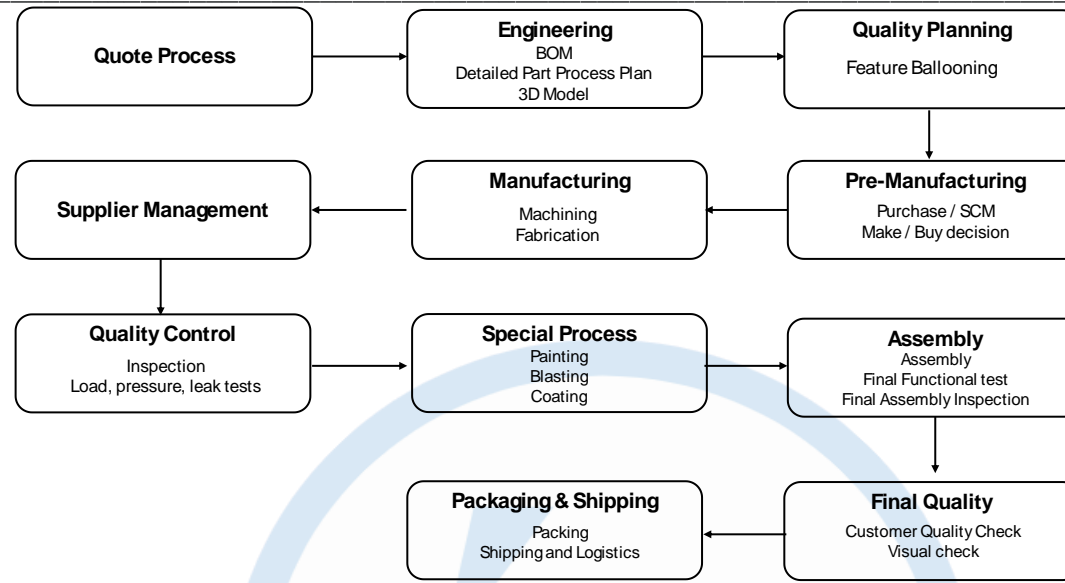 Quote Process
Engineering
BOM
Detailed Part Process Plan
3D Model
Quality Planning
Feature Ballooning
Supplier Management
Manufacturing
Machining
Fabrication
Pre-Manufacturing
Purchase / SCM
Make / Buy decision
Quality Control
Inspection
Load, pressure, leak tests
Special Process
Painting
Blasting
Coating
Assembly
Assembly
Final Functional test
Final Assembly Inspection
Packaging & Shipping
Packing
Shipping and Logistics
Final Quality
Customer Quality Check
Visual check